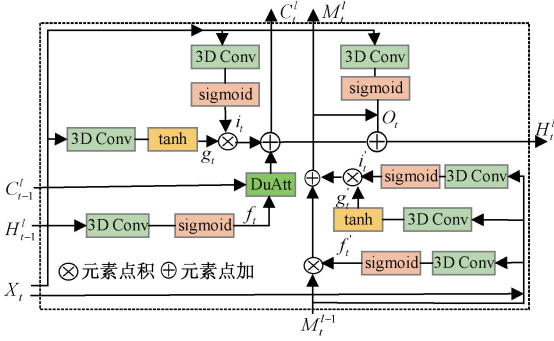 C_t^l M_t^l
3D Conv 3D Conv
sigmoid sigmoid
i_t O_t
3D Conv tanh g_t H_t^l
i_t'
C_{t-1}^l DuAtt sigmoid 3D Conv
g_t'
H_{t-1}^l 3D Conv sigmoid f_t tanh 3D Conv
f_t'
⊗元素点积 ⊕元素点加 sigmoid 3D Conv
X_t
M_t^{l-1}